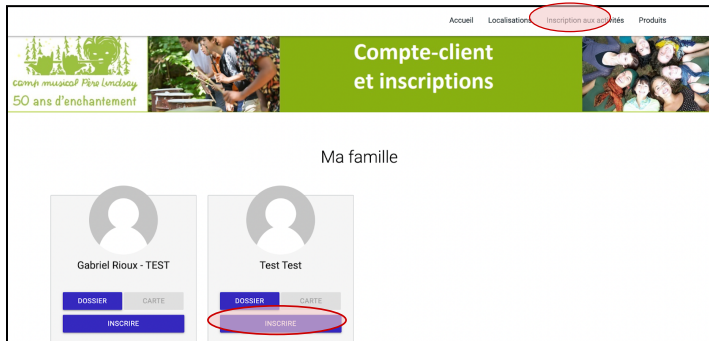 Accueil Localisations Inscription aux activités Produits
camp musical Père Lindsay
50 ans d'enchantement
Compte-client
et inscriptions
Ma famille
Gabriel Rioux - TEST
DOSSIER CARTE
INSCRIRE
Test Test
DOSSIER CARTE
INSCRIRE